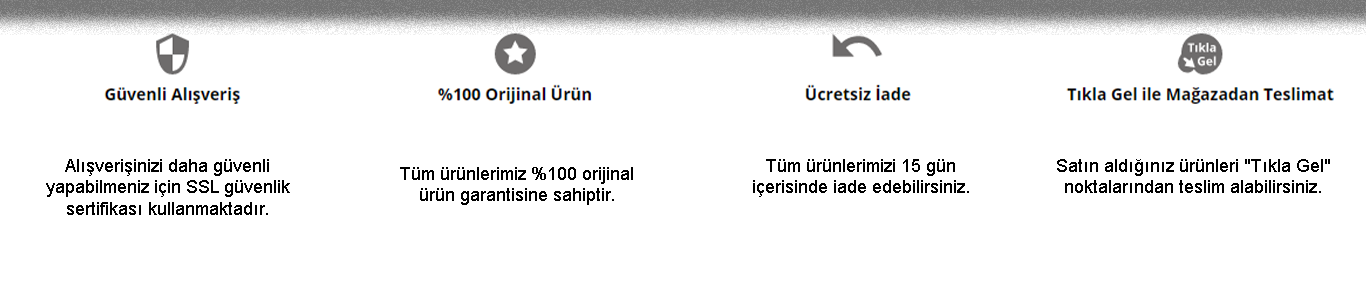 Tıkla
Gel
Güvenli Alışveriş
%100 Orijinal Ürün
Ücretsiz İade
Tıkla Gel ile Mağazadan Teslimat
Alışverişinizi daha güvenli
yapabilmeniz için SSL güvenlik
sertifikası kullanmaktadır.
Tüm ürünlerimiz %100 orijinal
ürün garantisine sahiptir.
Tüm ürünlerimizi 15 gün
içerisinde iade edebilirsiniz.
Satın aldığınız ürünleri "Tıkla Gel"
noktalarından teslim alabilirsiniz.